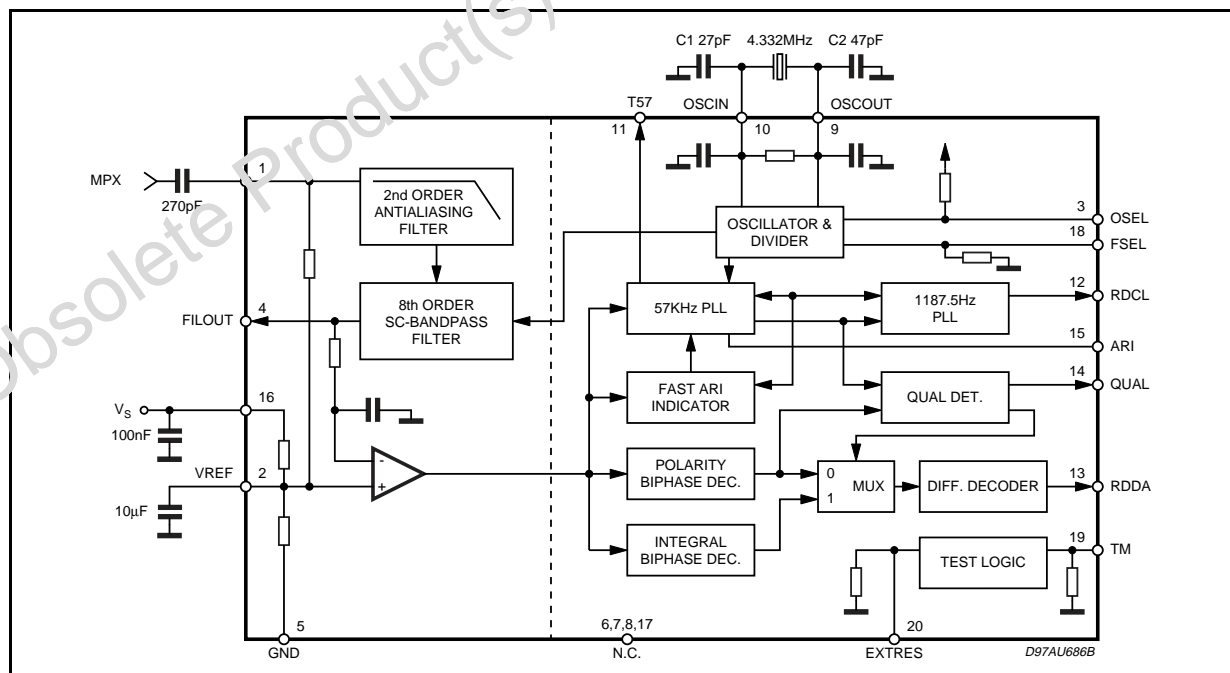 Obsolete Product(s)
C1 27pF
4.332MHz
C2 47pF
T57
OSCIN
OSCOUT
11
10
9
MPX
270pF
1
2nd ORDER
ANTIALIASING
FILTER
OSCILLATOR &
DIVIDER
3
OSEL
18
FSEL
FILOUT
4
8th ORDER
SC-BANDPASS
FILTER
57KHz PLL
1187.5Hz
PLL
12
RDCL
15
ARI
FAST ARI
INDICATOR
QUAL DET.
14
QUAL
VS
16
100nF
VREF
2
10µF
-
+
POLARITY
BIPHASE DEC.
0
1
MUX
DIFF. DECODER
13
RDDA
INTEGRAL
BIPHASE DEC.
TEST LOGIC
19
TM
5
GND
6,7,8,17
N.C.
20
EXTRES
D97AU686B